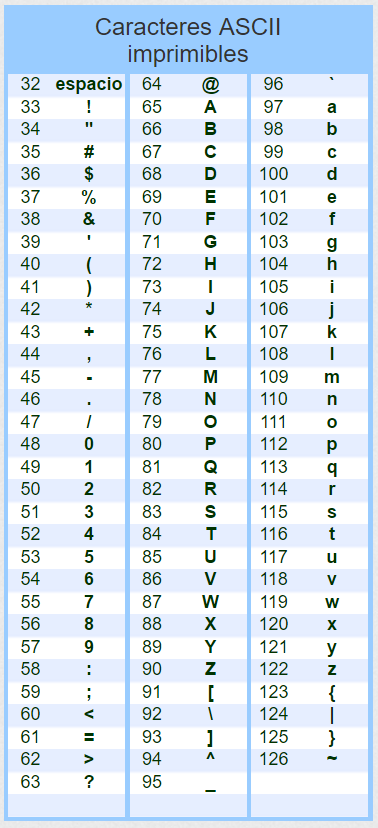 Caracteres ASCII
imprimibles
32 espacio 64 @ 96 `
33 ! 65 A 97 a
34 " 66 B 98 b
35 # 67 C 99 c
36 $ 68 D 100 d
37 % 69 E 101 e
38 & 70 F 102 f
39 ' 71 G 103 g
40 ( 72 H 104 h
41 ) 73 I 105 i
42 * 74 J 106 j
43 + 75 K 107 k
44 , 76 L 108 l
45 - 77 M 109 m
46 . 78 N 110 n
47 / 79 O 111 o
48 0 80 P 112 p
49 1 81 Q 113 q
50 2 82 R 114 r
51 3 83 S 115 s
52 4 84 T 116 t
53 5 85 U 117 u
54 6 86 V 118 v
55 7 87 W 119 w
56 8 88 X 120 x
57 9 89 Y 121 y
58 : 90 Z 122 z
59 ; 91 [ 123 {
60 < 92 \ 124 |
61 = 93 ] 125 }
62 > 94 ^ 126 ~
63 ? 95 _